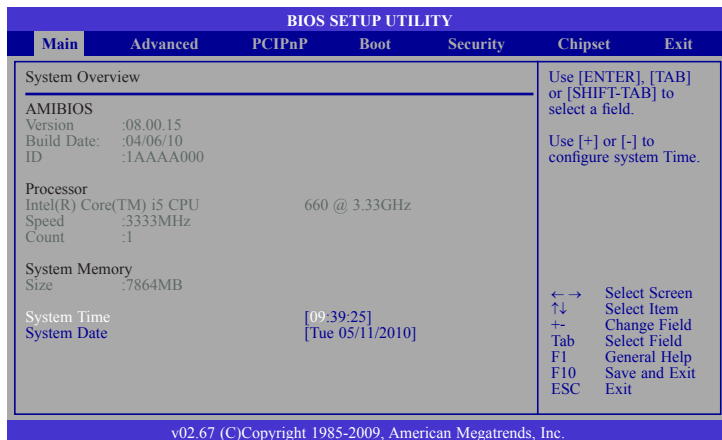 BIOS SETUP UTILITY
Main Advanced PCIPnP Boot Security Chipset Exit
System Overview
AMIBIOS
Version :08.00.15
Build Date: :04/06/10
ID :1AAAA000
Processor
Intel(R) Core(TM) i5 CPU 660 @ 3.33GHz
Speed :3333MHz
Count :1
System Memory
Size :7864MB
System Time [09:39:25]
System Date [Tue 05/11/2010]
Use [ENTER], [TAB]
or [SHIFT-TAB] to
select a field.
Use [+] or [-] to
configure system Time.
←→ Select Screen
↑↓ Select Item
+- Change Field
Tab Select Field
F1 General Help
F10 Save and Exit
ESC Exit
v02.67 (C)Copyright 1985-2009, American Megatrends, Inc.